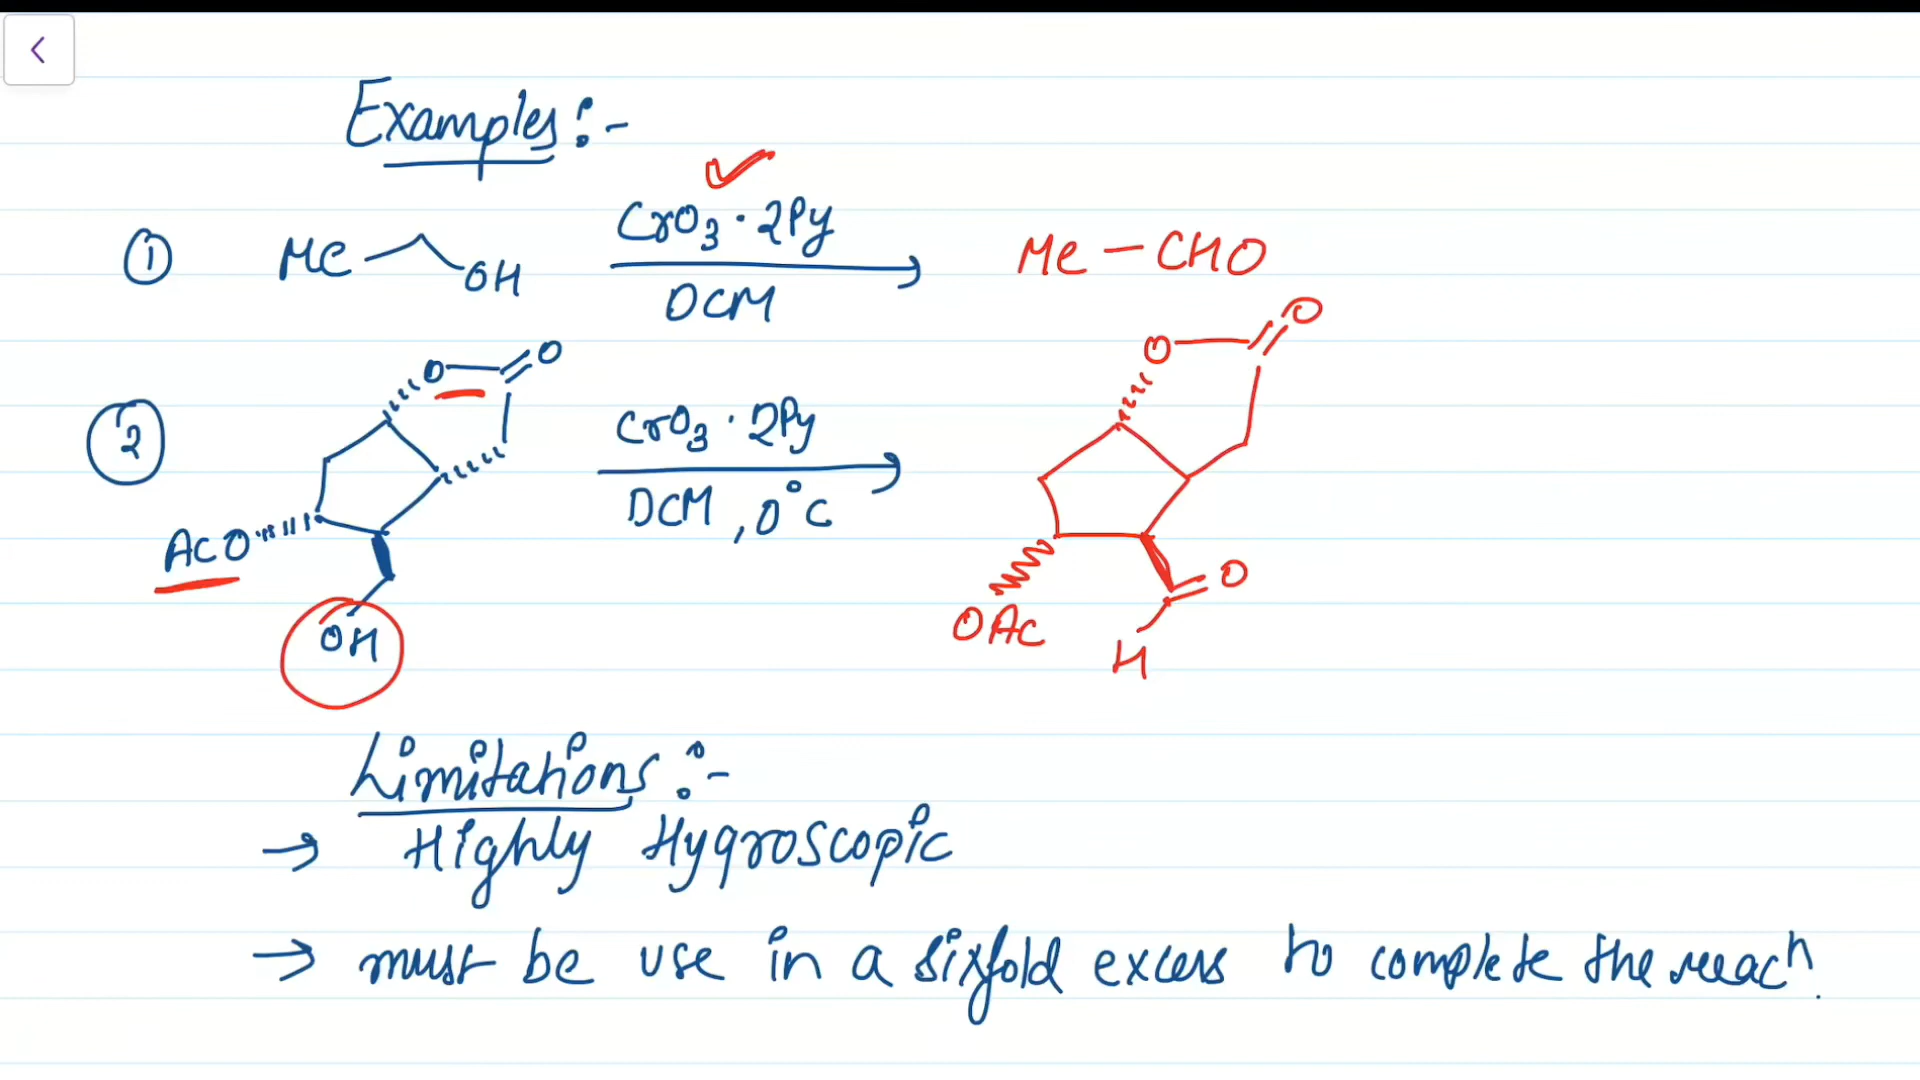 Examples:-
① Me OH CrO3·2Py DCM Me-CHO
② AcO OH O O CrO3·2Py DCM, 0°C O O OAc O H
Limitations:-
→ Highly Hygroscopic
→ must be use in a sixfold excess to complete the reach.